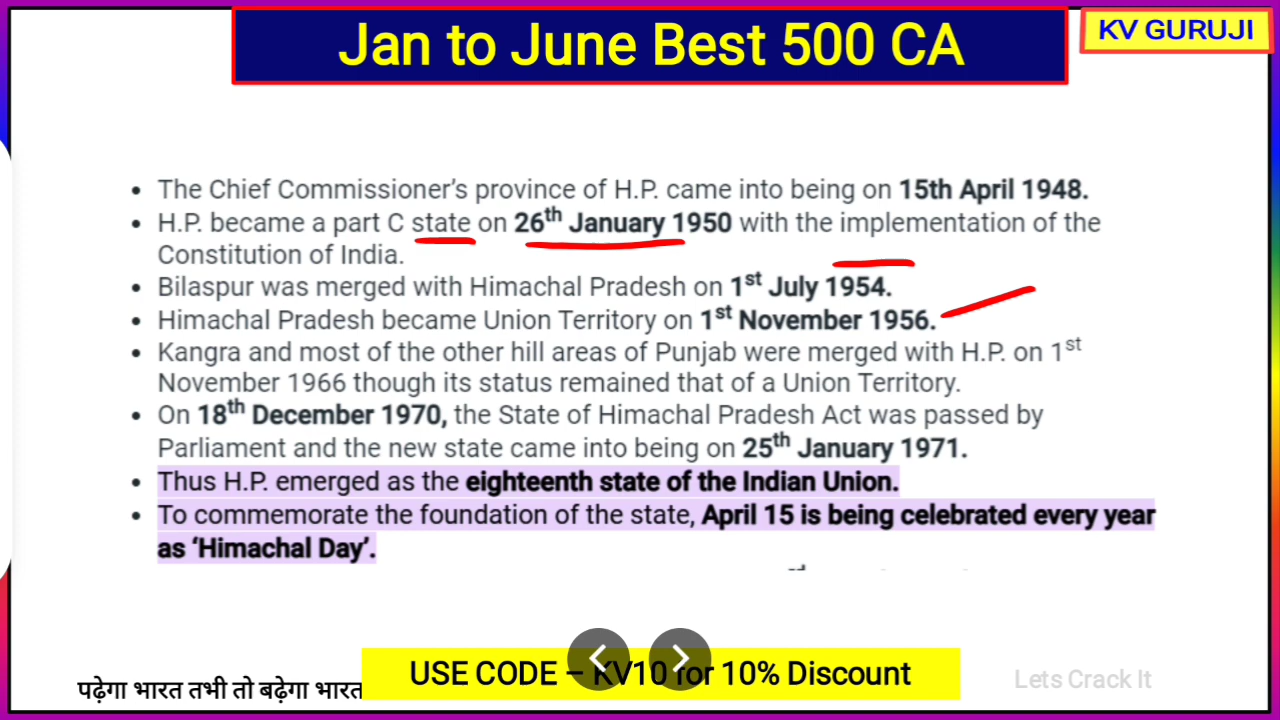 Jan to June Best 500 CA
KV GURUJI
• The Chief Commissioner's province of H.P. came into being on 15th April 1948.
• H.P. became a part C state on 26th January 1950 with the implementation of the
Constitution of India.
• Bilaspur was merged with Himachal Pradesh on 1st July 1954.
• Himachal Pradesh became Union Territory on 1st November 1956.
• Kangra and most of the other hill areas of Punjab were merged with H.P. on 1st
November 1966 though its status remained that of a Union Territory.
• On 18th December 1970, the State of Himachal Pradesh Act was passed by
Parliament and the new state came into being on 25th January 1971.
• Thus H.P. emerged as the eighteenth state of the Indian Union.
• To commemorate the foundation of the state, April 15 is being celebrated every year
as ‘Himachal Day’.
USE CODE – KV10 for 10% Discount
पढ़ेगा भारत तभी तो बढ़ेगा भारत
Lets Crack It